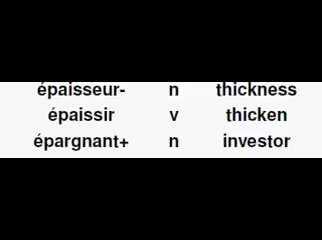 épaisseur- n thickness
épaissir v thicken
épargnant+ n investor